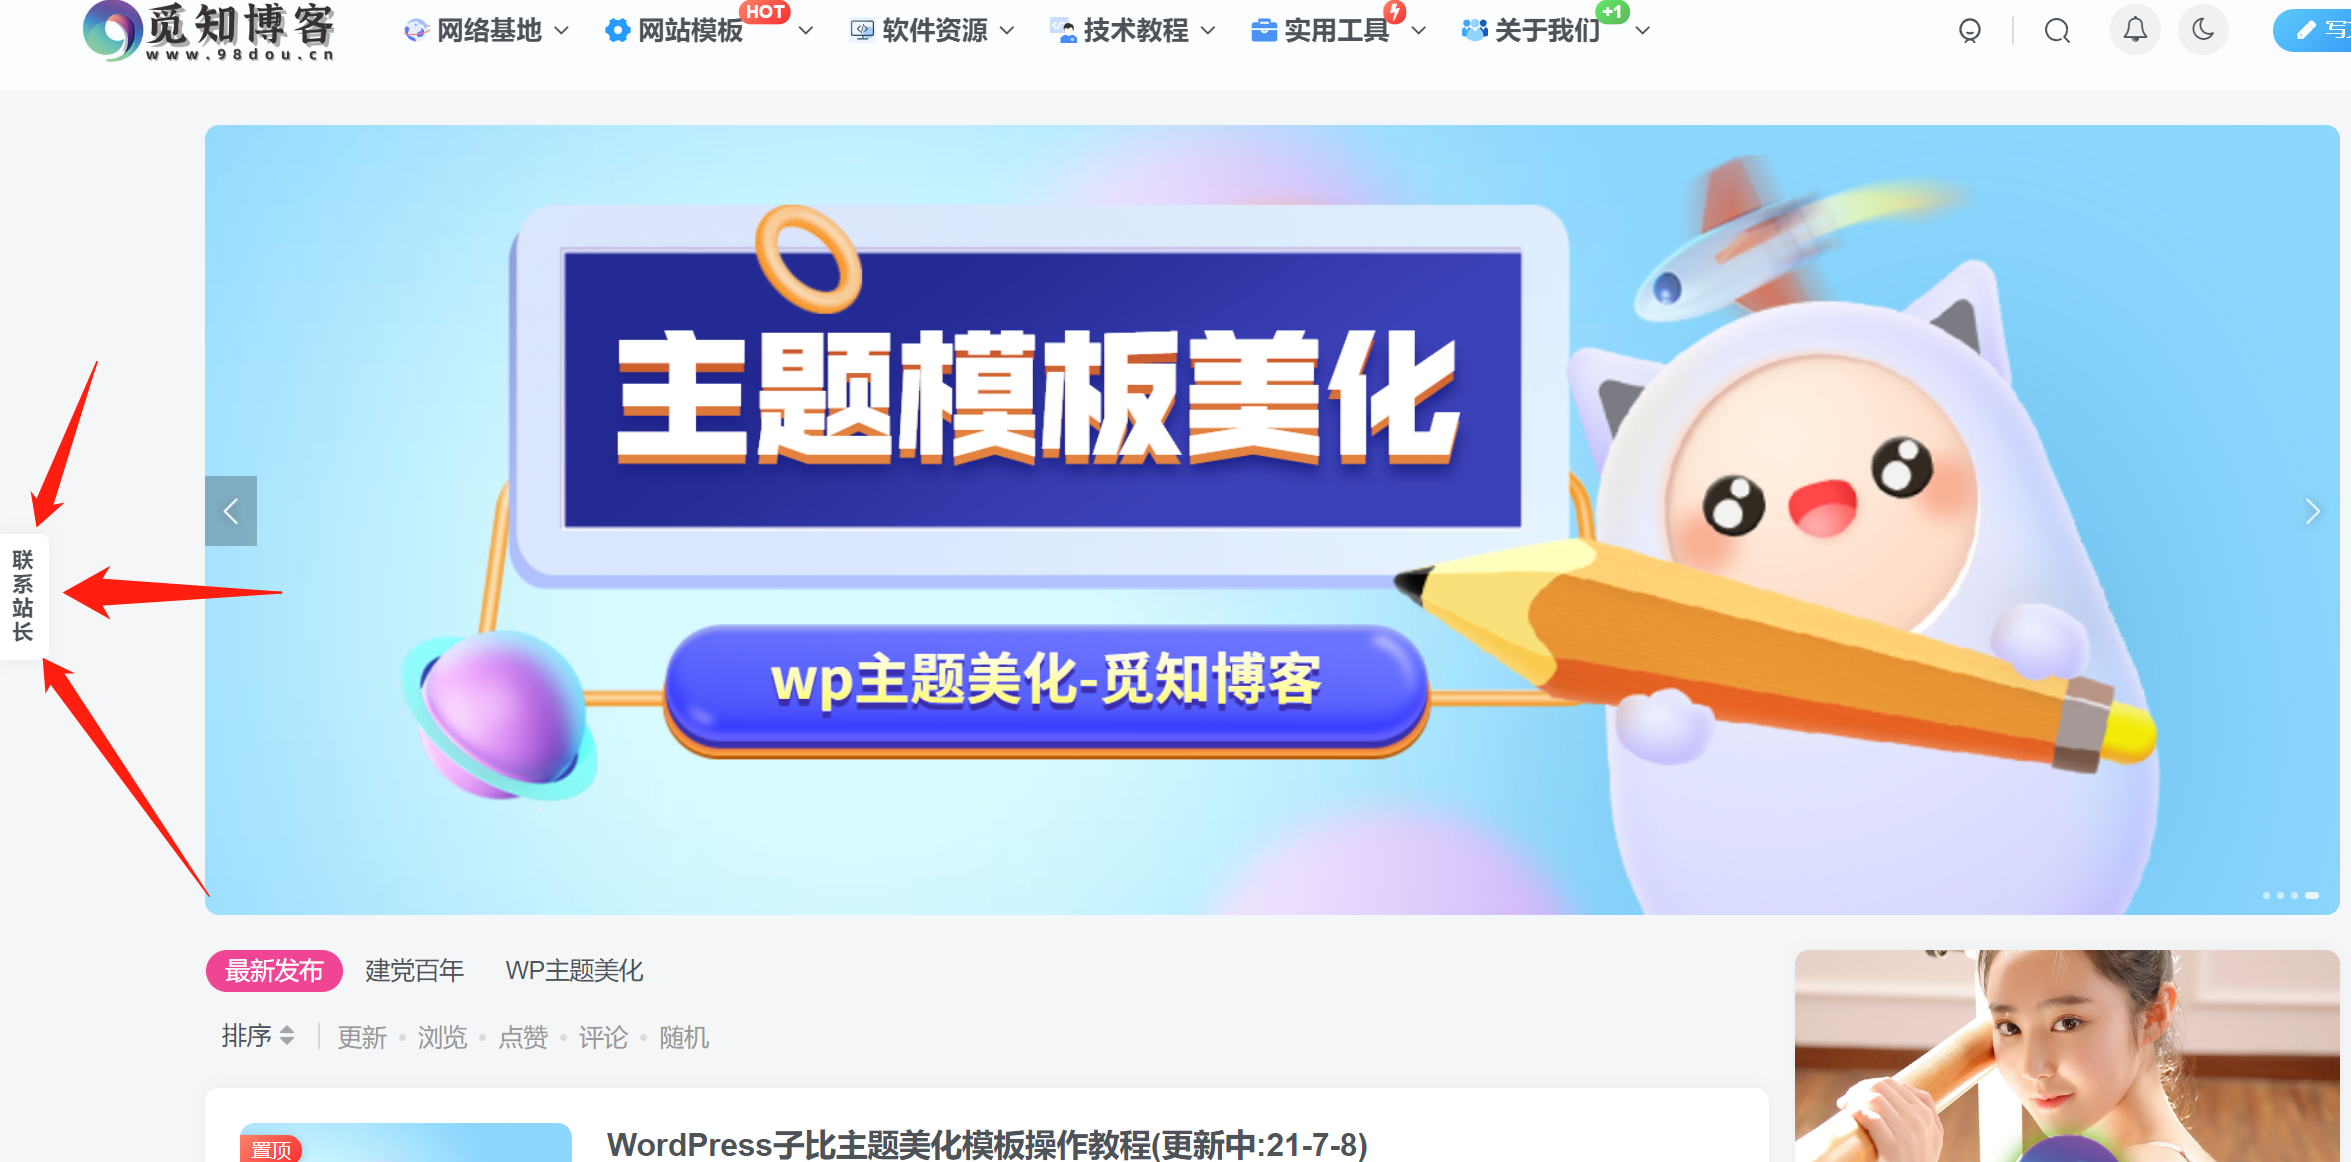 觅知博客
www.98dou.cn
网络基地
网站模板
HOT
软件资源
技术教程
实用工具
关于我们
+1
主题模板美化
wp主题美化-觅知博客
联系站长
最新发布
建党百年
WP主题美化
排序
更新
浏览
点赞
评论
随机
置顶
WordPress子比主题美化模板操作教程(更新中:21-7-8)